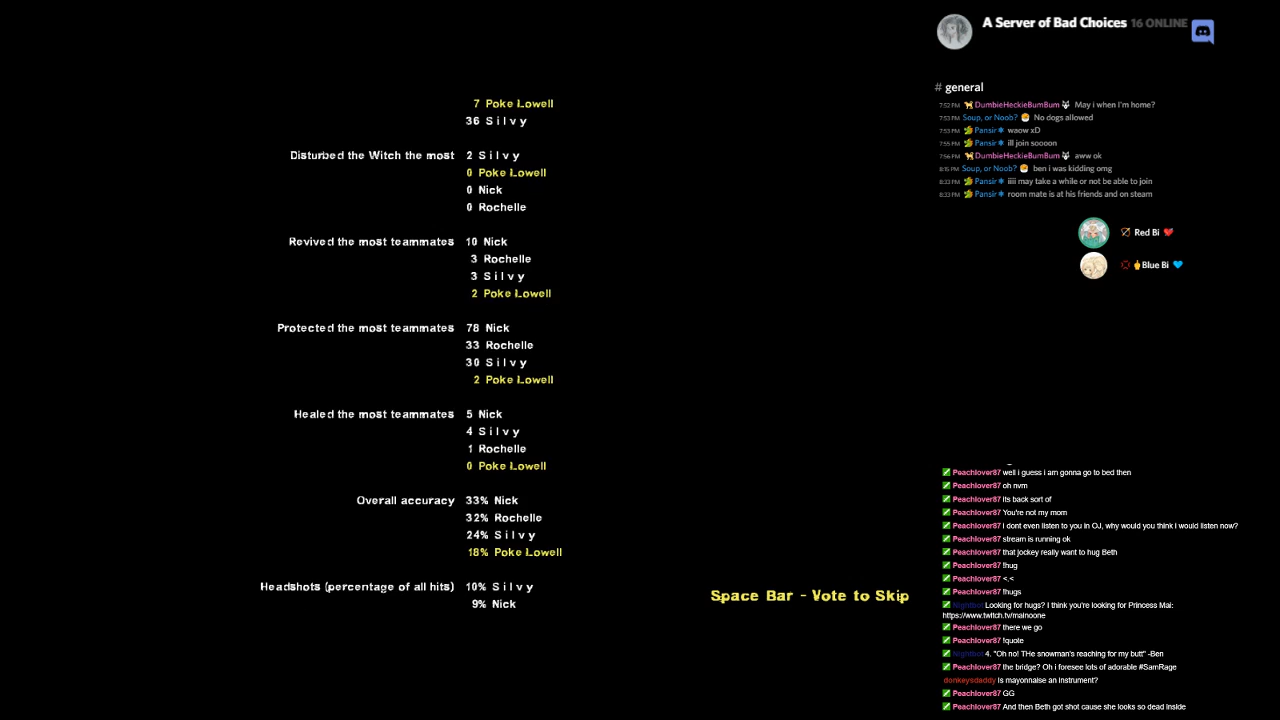 A Server of Bad Choices 16 ONLINE
# general
7:52 PM DumbieHeckieBumBum May i when I'm home?
7:53 PM Soup, or Noob? No dogs allowed
7:53 PM Pansir waow xD
7:55 PM Pansir ill join soooon
7:56 PM DumbieHeckieBumBum aww ok
8:15 PM Soup, or Noob? ben i was kidding omg
8:33 PM Pansir iiii may take a while or not be able to join
8:33 PM Pansir room mate is at his friends and on steam
Red Bi
Blue Bi
7 Poke Lowell
36 Silvy
Disturbed the Witch the most 2 Silvy
0 Poke Lowell
0 Nick
0 Rochelle
Revived the most teammates 10 Nick
3 Rochelle
3 Silvy
2 Poke Lowell
Protected the most teammates 78 Nick
33 Rochelle
30 Silvy
2 Poke Lowell
Healed the most teammates 5 Nick
4 Silvy
1 Rochelle
0 Poke Lowell
Overall accuracy 33% Nick
32% Rochelle
24% Silvy
18% Poke Lowell
Headshots (percentage of all hits) 10% Silvy
9% Nick
Space Bar - Vote to Skip
Peachlover87 well i guess i am gonna go to bed then
Peachlover87 oh nvm
Peachlover87 its back sort of
Peachlover87 You're not my mom
Peachlover87 i dont even listen to you in OJ, why would you think I would listen now?
Peachlover87 stream is running ok
Peachlover87 that jockey really want to hug Beth
Peachlover87 !hug
Peachlover87 <.<
Peachlover87 !hugs
Nightbot Looking for hugs? I think you're looking for Princess Mai:
https://www.twitch.tv/mainoone
Peachlover87 there we go
Peachlover87 !quote
Nightbot 4. "Oh no! THe snowman's reaching for my butt" -Ben
Peachlover87 the bridge? Oh i foresee lots of adorable #SamRage
donkeysdaddy Is mayonnaise an instrument?
Peachlover87 GG
Peachlover87 And then Beth got shot cause she looks so dead inside